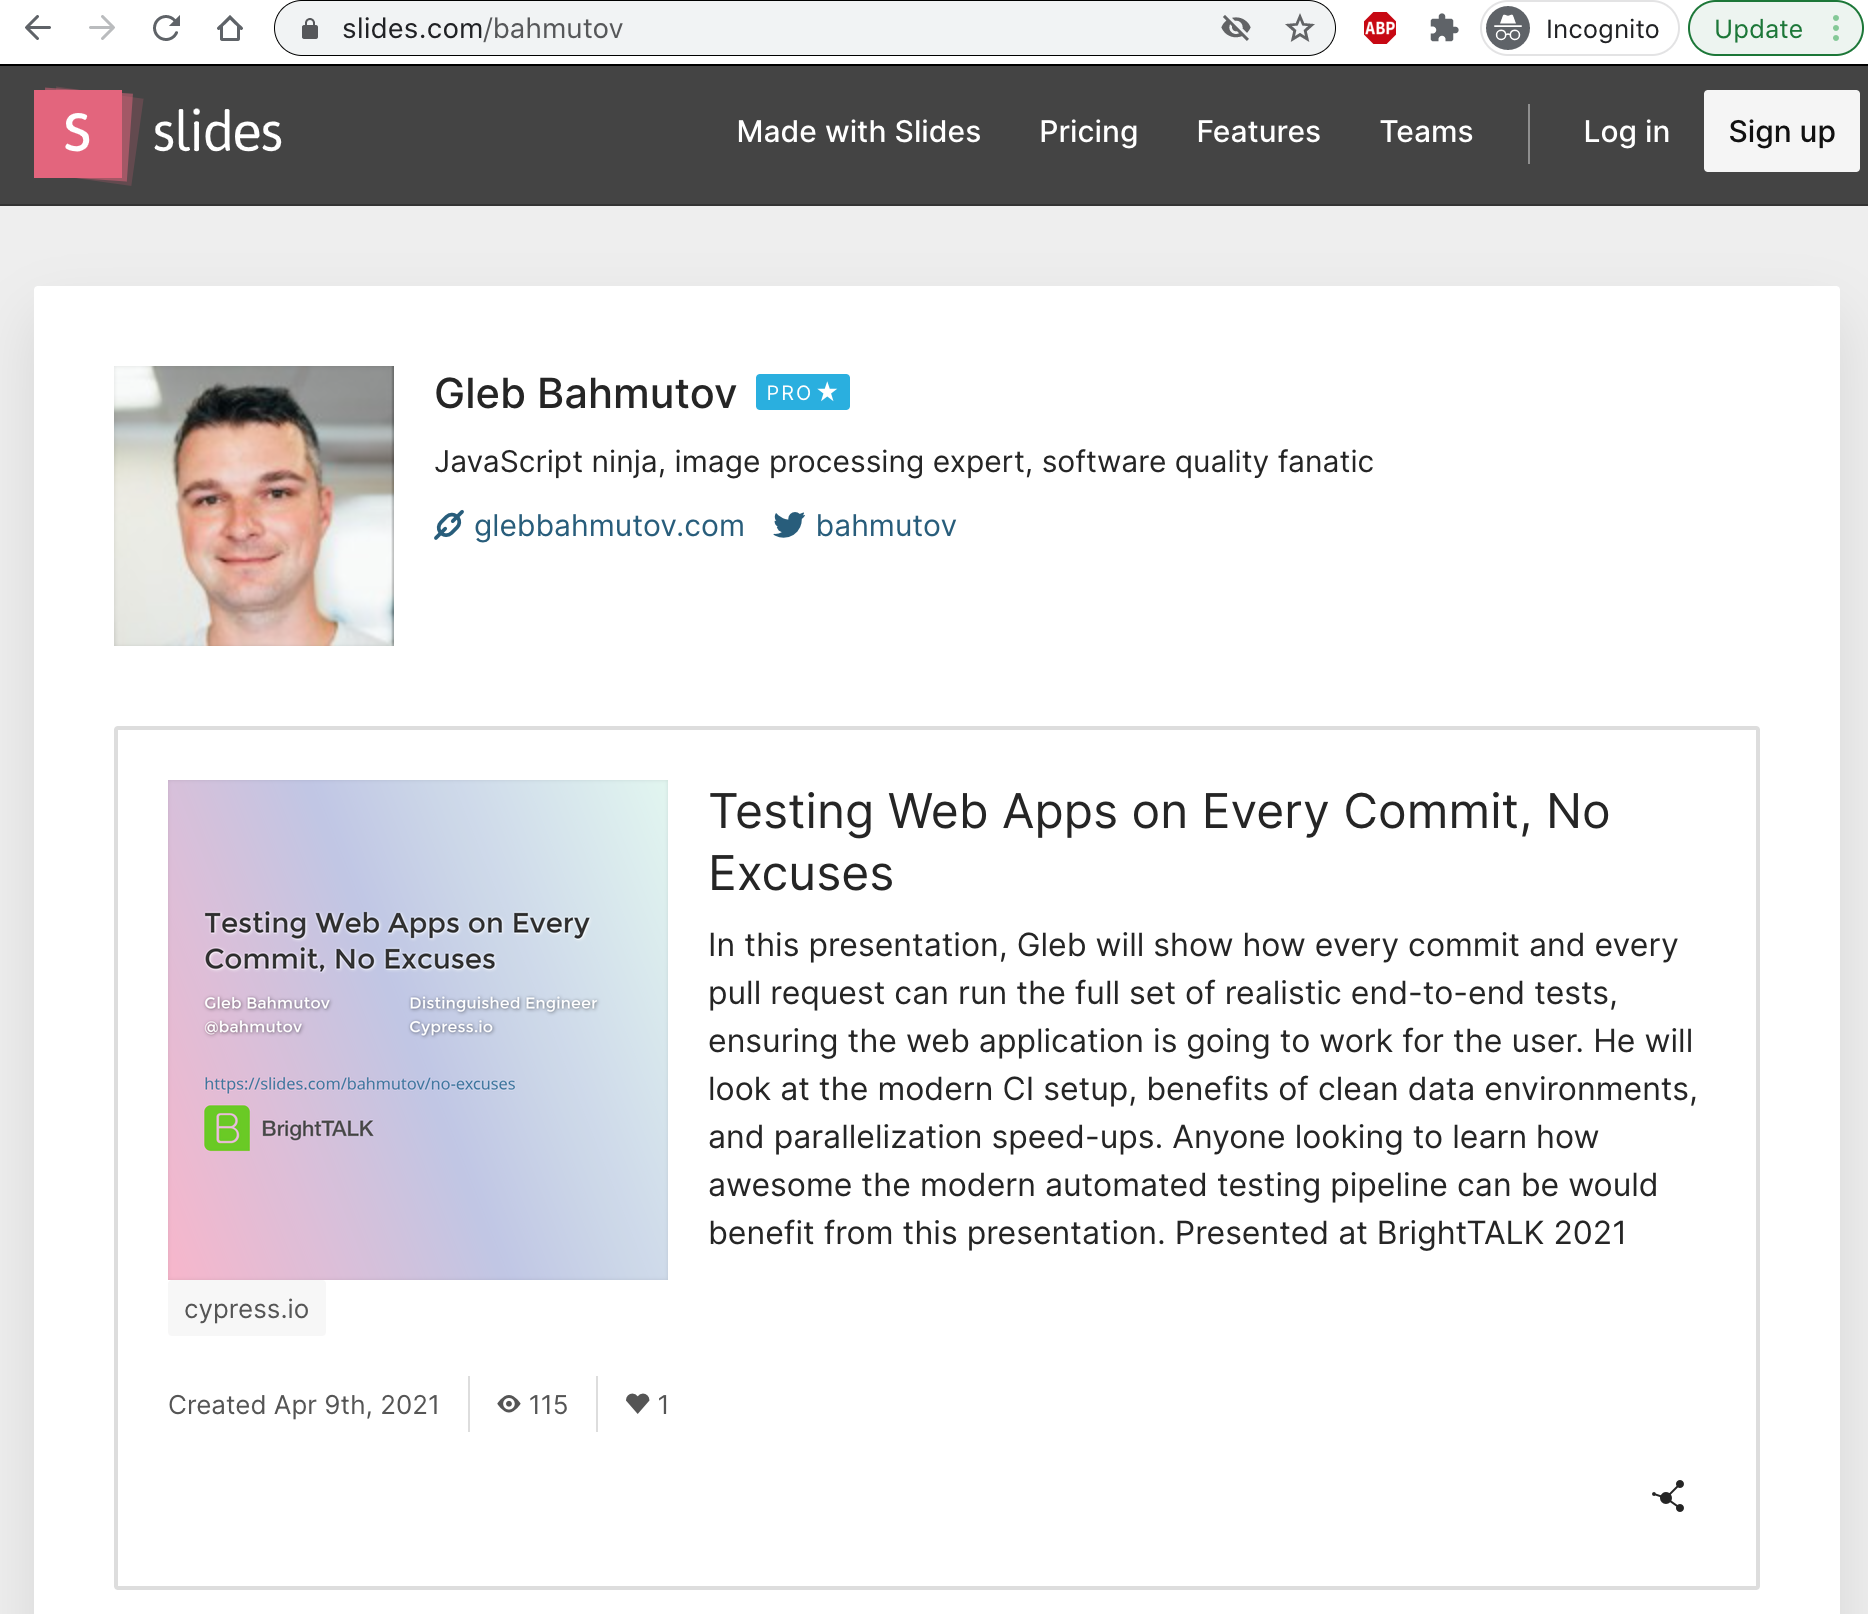 slides.com/bahmutov
ABP
Incognito
Update
S slides
Made with Slides
Pricing
Features
Teams
Log in
Sign up
Gleb Bahmutov PRO
JavaScript ninja, image processing expert, software quality fanatic
glebbahmutov.com bahmutov
Testing Web Apps on Every
Commit, No Excuses
Gleb Bahmutov Distinguished Engineer
@bahmutov Cypress.io
https://slides.com/bahmutov/no-excuses
B BrightTALK
cypress.io
Created Apr 9th, 2021 115 1
Testing Web Apps on Every Commit, No
Excuses
In this presentation, Gleb will show how every commit and every
pull request can run the full set of realistic end-to-end tests,
ensuring the web application is going to work for the user. He will
look at the modern CI setup, benefits of clean data environments,
and parallelization speed-ups. Anyone looking to learn how
awesome the modern automated testing pipeline can be would
benefit from this presentation. Presented at BrightTALK 2021